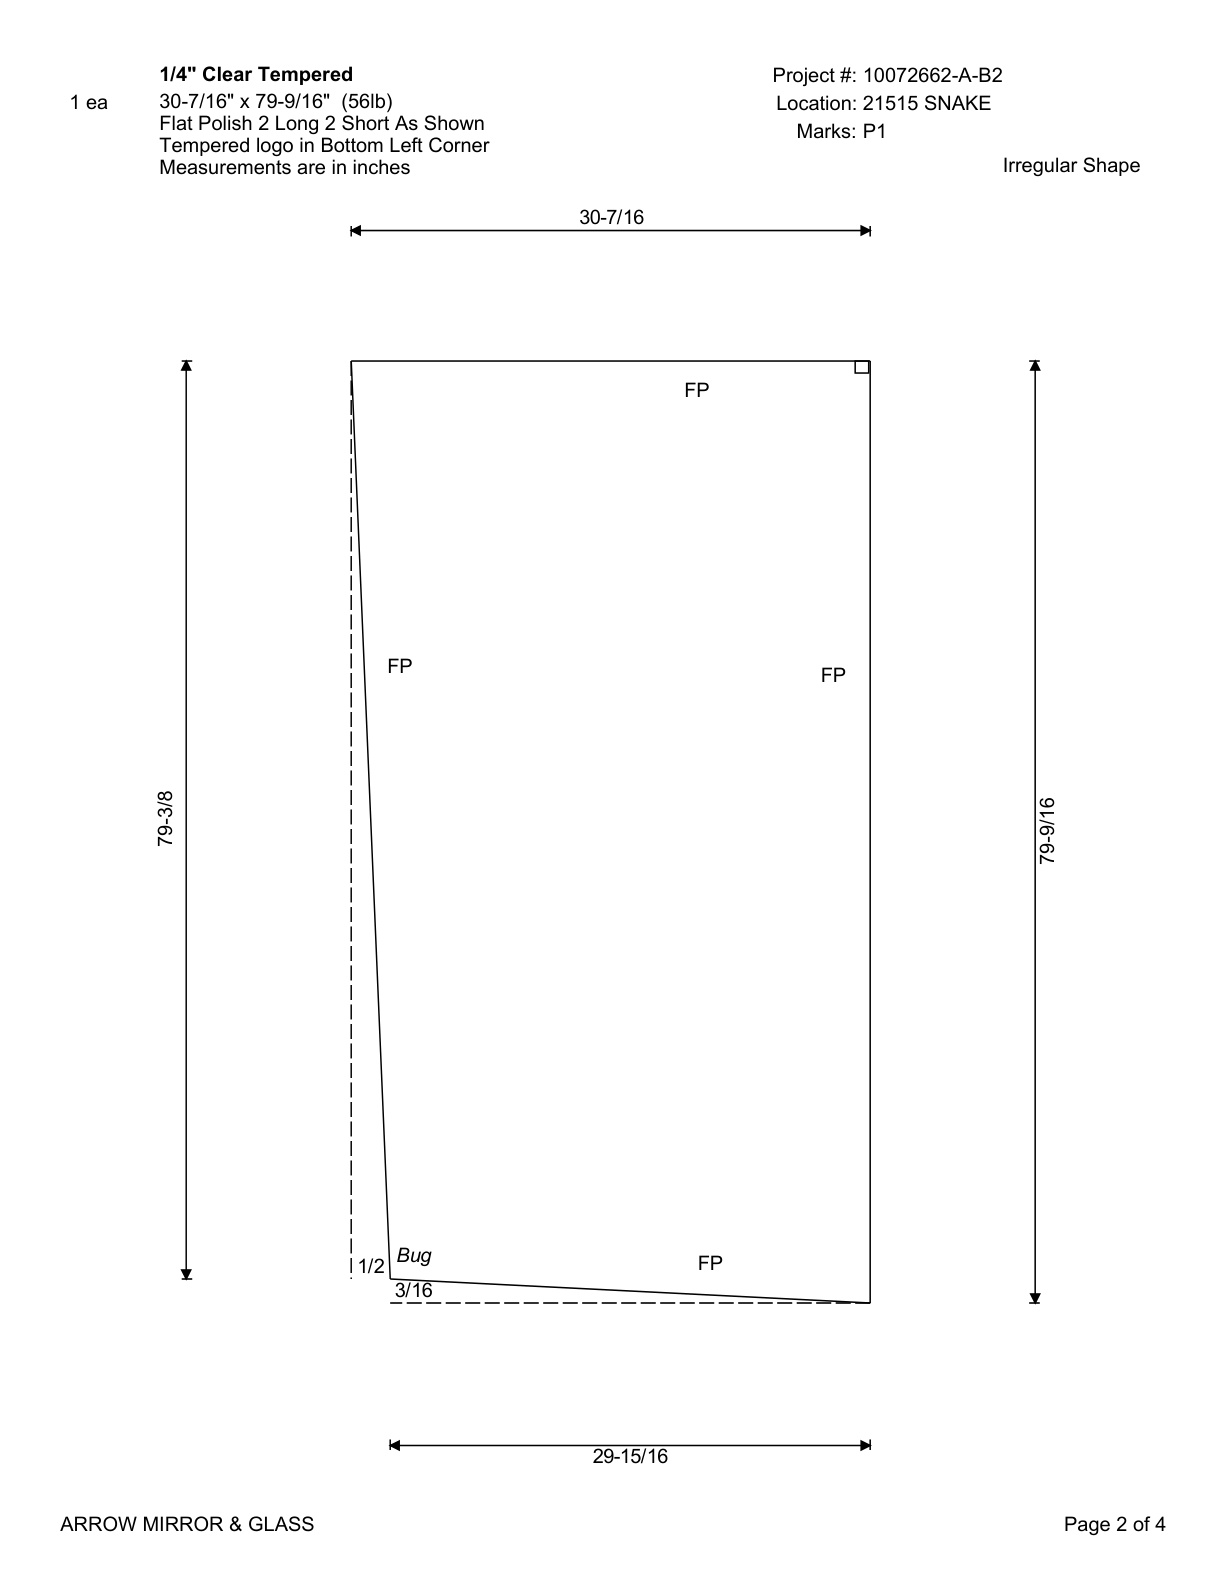 1/4" Clear Tempered
1 ea
30-7/16" x 79-9/16" (56lb)
Flat Polish 2 Long 2 Short As Shown
Tempered logo in Bottom Left Corner
Measurements are in inches
Project #: 10072662-A-B2
Location: 21515 SNAKE
Marks: P1
Irregular Shape
30-7/16
FP
FP
FP
79-3/8
79-9/16
Bug
1/2
FP
3/16
29-15/16
ARROW MIRROR & GLASS
Page 2 of 4